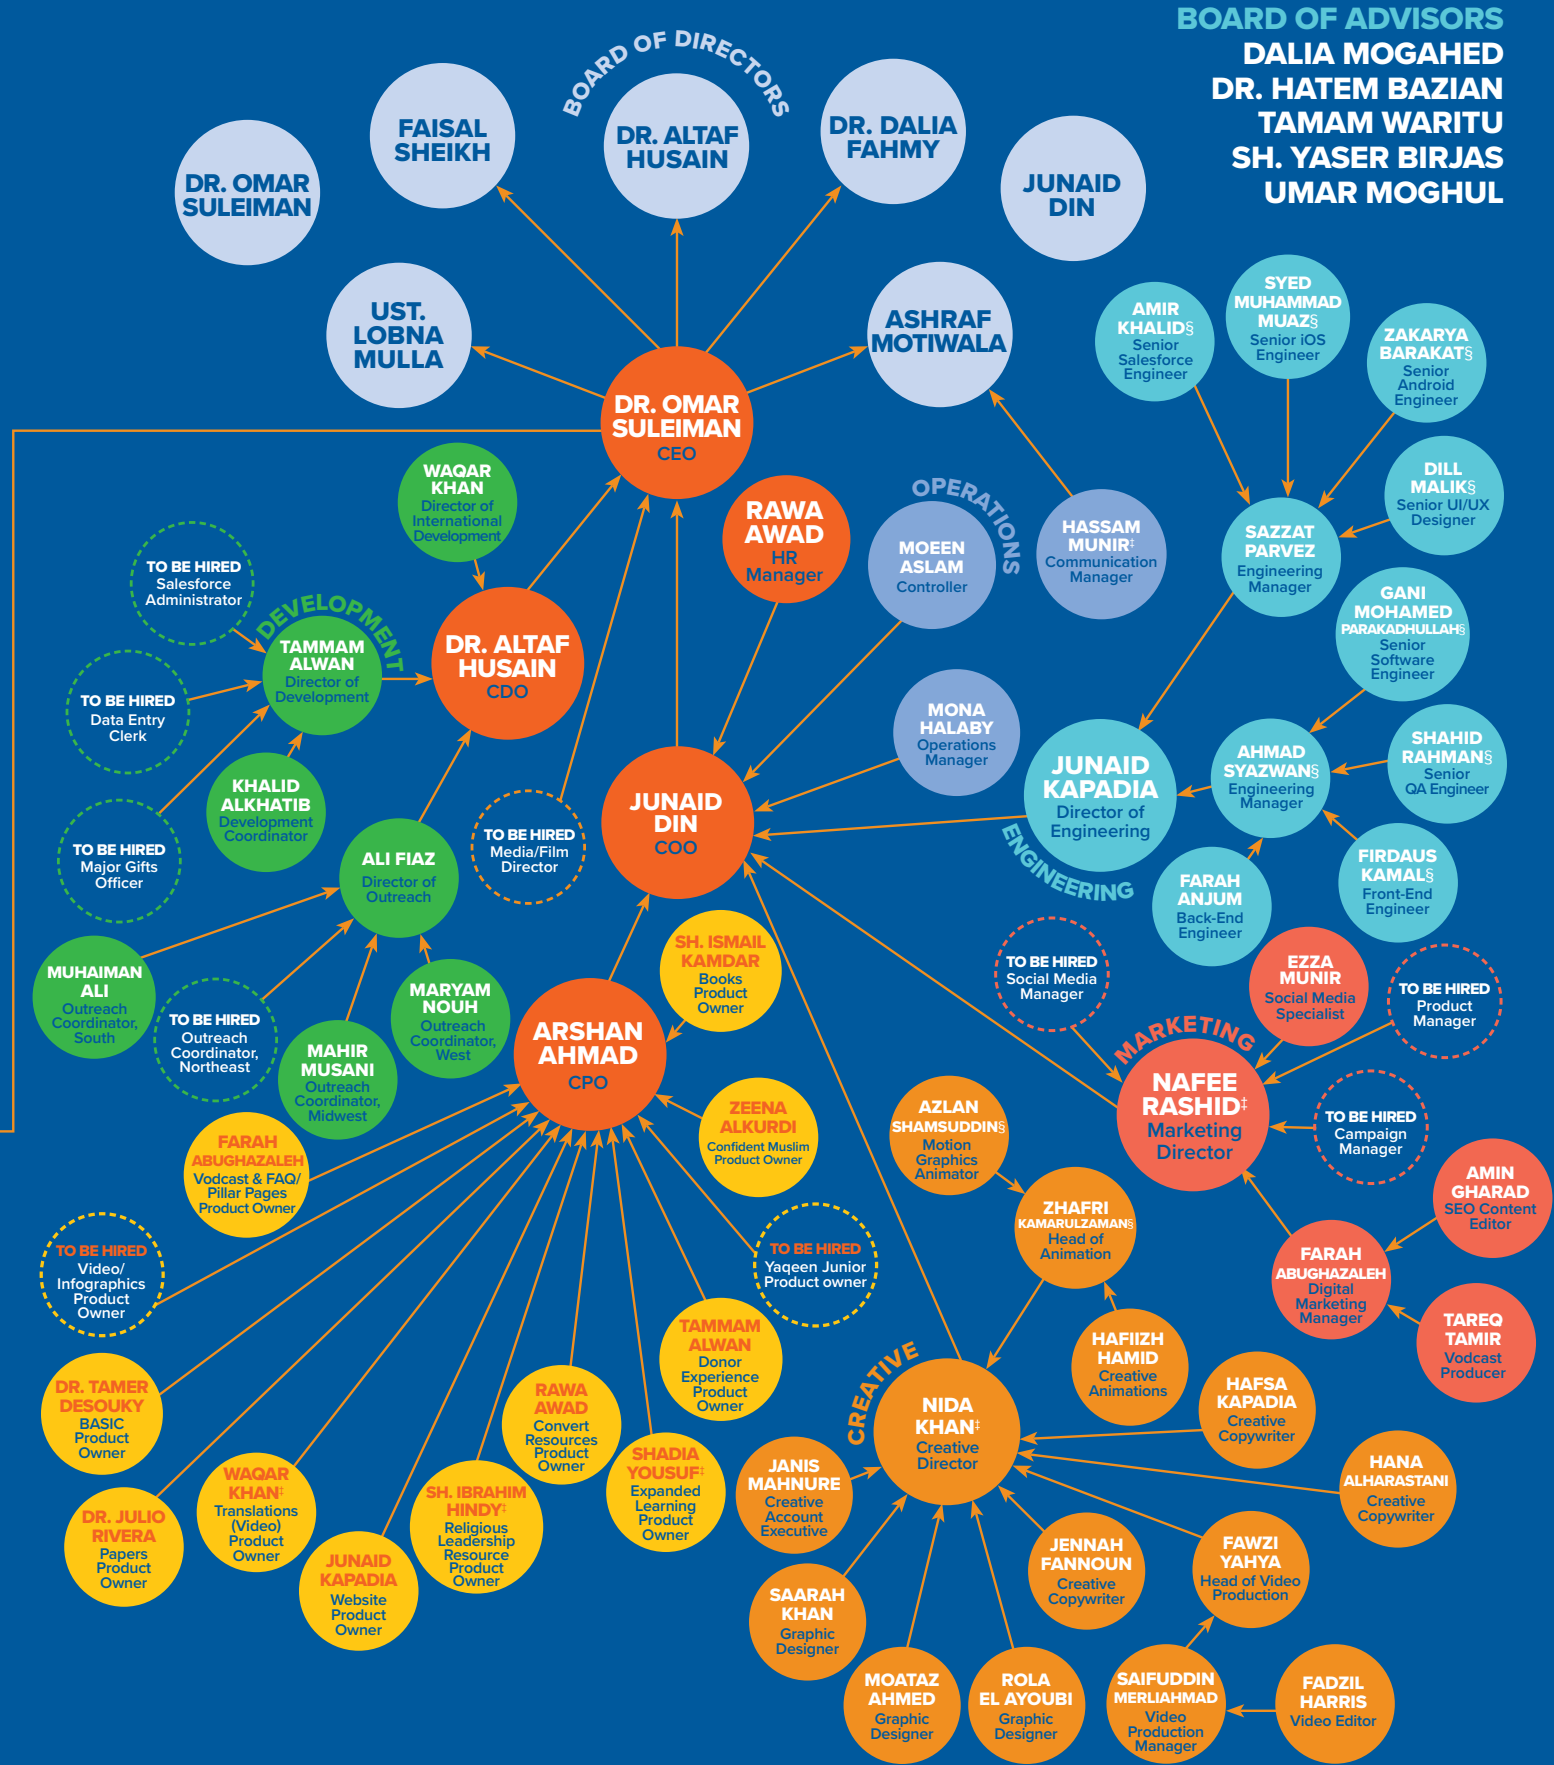 BOARD OF ADVISORS
DALIA MOGAHED
DR. HATEM BAZIAN
TAMAM WARITU
SH. YASER BIRJAS
UMAR MOGHUL
BOARD OF DIRECTORS
DR. OMAR
SULEIMAN
FAISAL
SHEIKH
DR. ALTAF
HUSAIN
DR. DALIA
FAHMY
JUNAID
DIN
UST.
LOBNA
MULLA
ASHRAF
MOTIWALA
DR. OMAR
SULEIMAN
CEO
AMIR
KHALID§
Senior
Salesforce
Engineer
SYED
MUHAMMAD
MUAZ§
Senior iOS
Engineer
ZAKARYA
BARAKAT§
Senior
Android
Engineer
DILL
MALIK§
Senior UI/UX
Designer
SAZZAT
PARVEZ
Engineering
Manager
GANI
MOHAMED
PARAKADHULLAH§
Senior
Software
Engineer
WAQAR
KHAN
Director of
International
Development
RAWA
AWAD
HR
Manager
OPERATIONS
MOEEN
ASLAM
Controller
HASSAM
MUNIR‡
Communication
Manager
TO BE HIRED
Salesforce
Administrator
DEVELOPMENT
TAMMAM
ALWAN
Director of
Development
DR. ALTAF
HUSAIN
CDO
TO BE HIRED
Data Entry
Clerk
KHALID
ALKHATIB
Development
Coordinator
TO BE HIRED
Major Gifts
Officer
ALI FIAZ
Director of
Outreach
TO BE HIRED
Media/Film
Director
JUNAID
DIN
COO
MONA
HALABY
Operations
Manager
JUNAID
KAPADIA
Director of
Engineering
ENGINEERING
AHMAD
SYAZWAN§
Engineering
Manager
SHAHID
RAHMAN§
Senior
QA Engineer
FARAH
ANJUM
Back-End
Engineer
FIRDAUS
KAMAL§
Front-End
Engineer
MUHAIMAN
ALI
Outreach
Coordinator,
South
TO BE HIRED
Outreach
Coordinator,
Northeast
MAHIR
MUSANI
Outreach
Coordinator,
Midwest
MARYAM
NOUH
Outreach
Coordinator,
West
SH. ISMAIL
KAMDAR
Books
Product
Owner
ARSHAN
AHMAD
CPO
TO BE HIRED
Social Media
Manager
EZZA
MUNIR
Social Media
Specialist
TO BE HIRED
Product
Manager
MARKETING
NAFEE
RASHID‡
Marketing
Director
TO BE HIRED
Campaign
Manager
AMIN
GHARAD
SEO Content
Editor
FARAH
ABUGHAZALEH
Digital
Marketing
Manager
TAREQ
TAMIR
Vodcast
Producer
FARAH
ABUGHAZALEH
Vodcast & FAQ/
Pillar Pages
Product Owner
ZEENA
ALKURDI
Confident Muslim
Product Owner
TO BE HIRED
Yaqeen Junior
Product owner
TO BE HIRED
Video/
Infographics
Product
Owner
DR. TAMER
DESOUKY
BASIC
Product
Owner
DR. JULIO
RIVERA
Papers
Product
Owner
WAQAR
KHAN‡
Translations
(Video)
Product
Owner
JUNAID
KAPADIA
Website
Product
Owner
SH. IBRAHIM
HINDY‡
Religious
Leadership
Resource
Product
Owner
RAWA
AWAD
Convert
Resources
Product
Owner
SHADIA
YOUSUF‡
Expanded
Learning
Product
Owner
TAMMAM
ALWAN
Donor
Experience
Product
Owner
AZLAN
SHAMSUDDIN§
Motion
Graphics
Animator
ZHAFRI
KAMARULZAMAN§
Head of
Animation
HAFIIZH
HAMID
Creative
Animations
CREATIVE
NIDA
KHAN‡
Creative
Director
HAFSA
KAPADIA
Creative
Copywriter
HANA
ALHARASTANI
Creative
Copywriter
JANIS
MAHNURE
Creative
Account
Executive
SAARAH
KHAN
Graphic
Designer
MOATAZ
AHMED
Graphic
Designer
ROLA
EL AYOUBI
Graphic
Designer
JENNAH
FANNOUN
Creative
Copywriter
FAWZI
YAHYA
Head of Video
Production
SAIFUDDIN
MERLIAHMAD
Video
Production
Manager
FADZIL
HARRIS
Video Editor